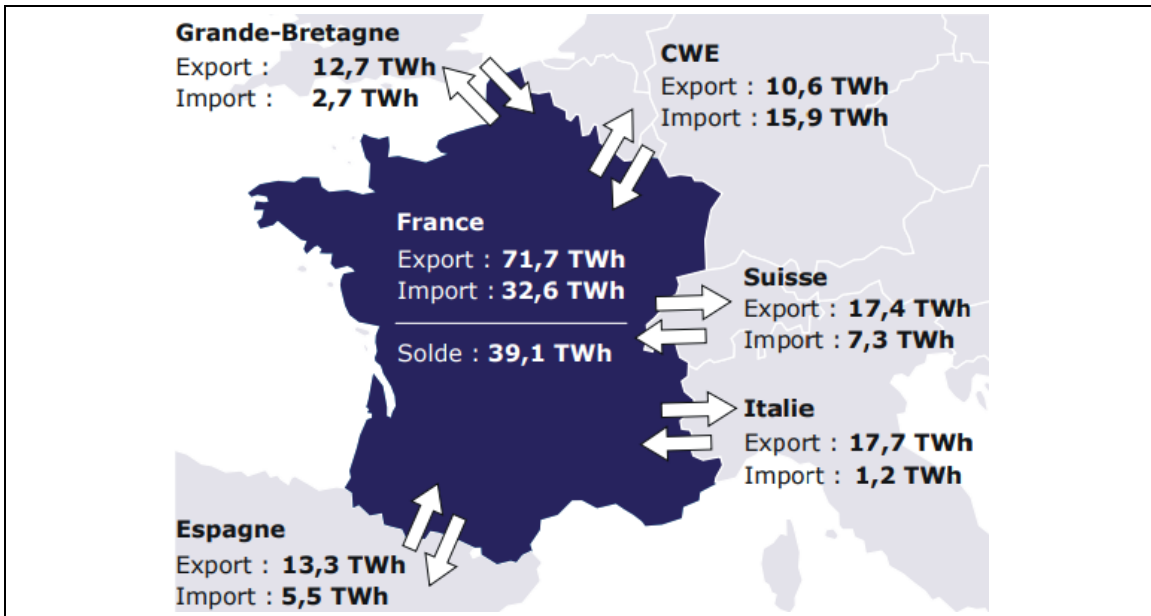 Grande-Bretagne
Export : 12,7 TWh
Import : 2,7 TWh
CWE
Export : 10,6 TWh
Import : 15,9 TWh
France
Export : 71,7 TWh
Import : 32,6 TWh
Solde : 39,1 TWh
Suisse
Export : 17,4 TWh
Import : 7,3 TWh
Italie
Export : 17,7 TWh
Import : 1,2 TWh
Espagne
Export : 13,3 TWh
Import : 5,5 TWh